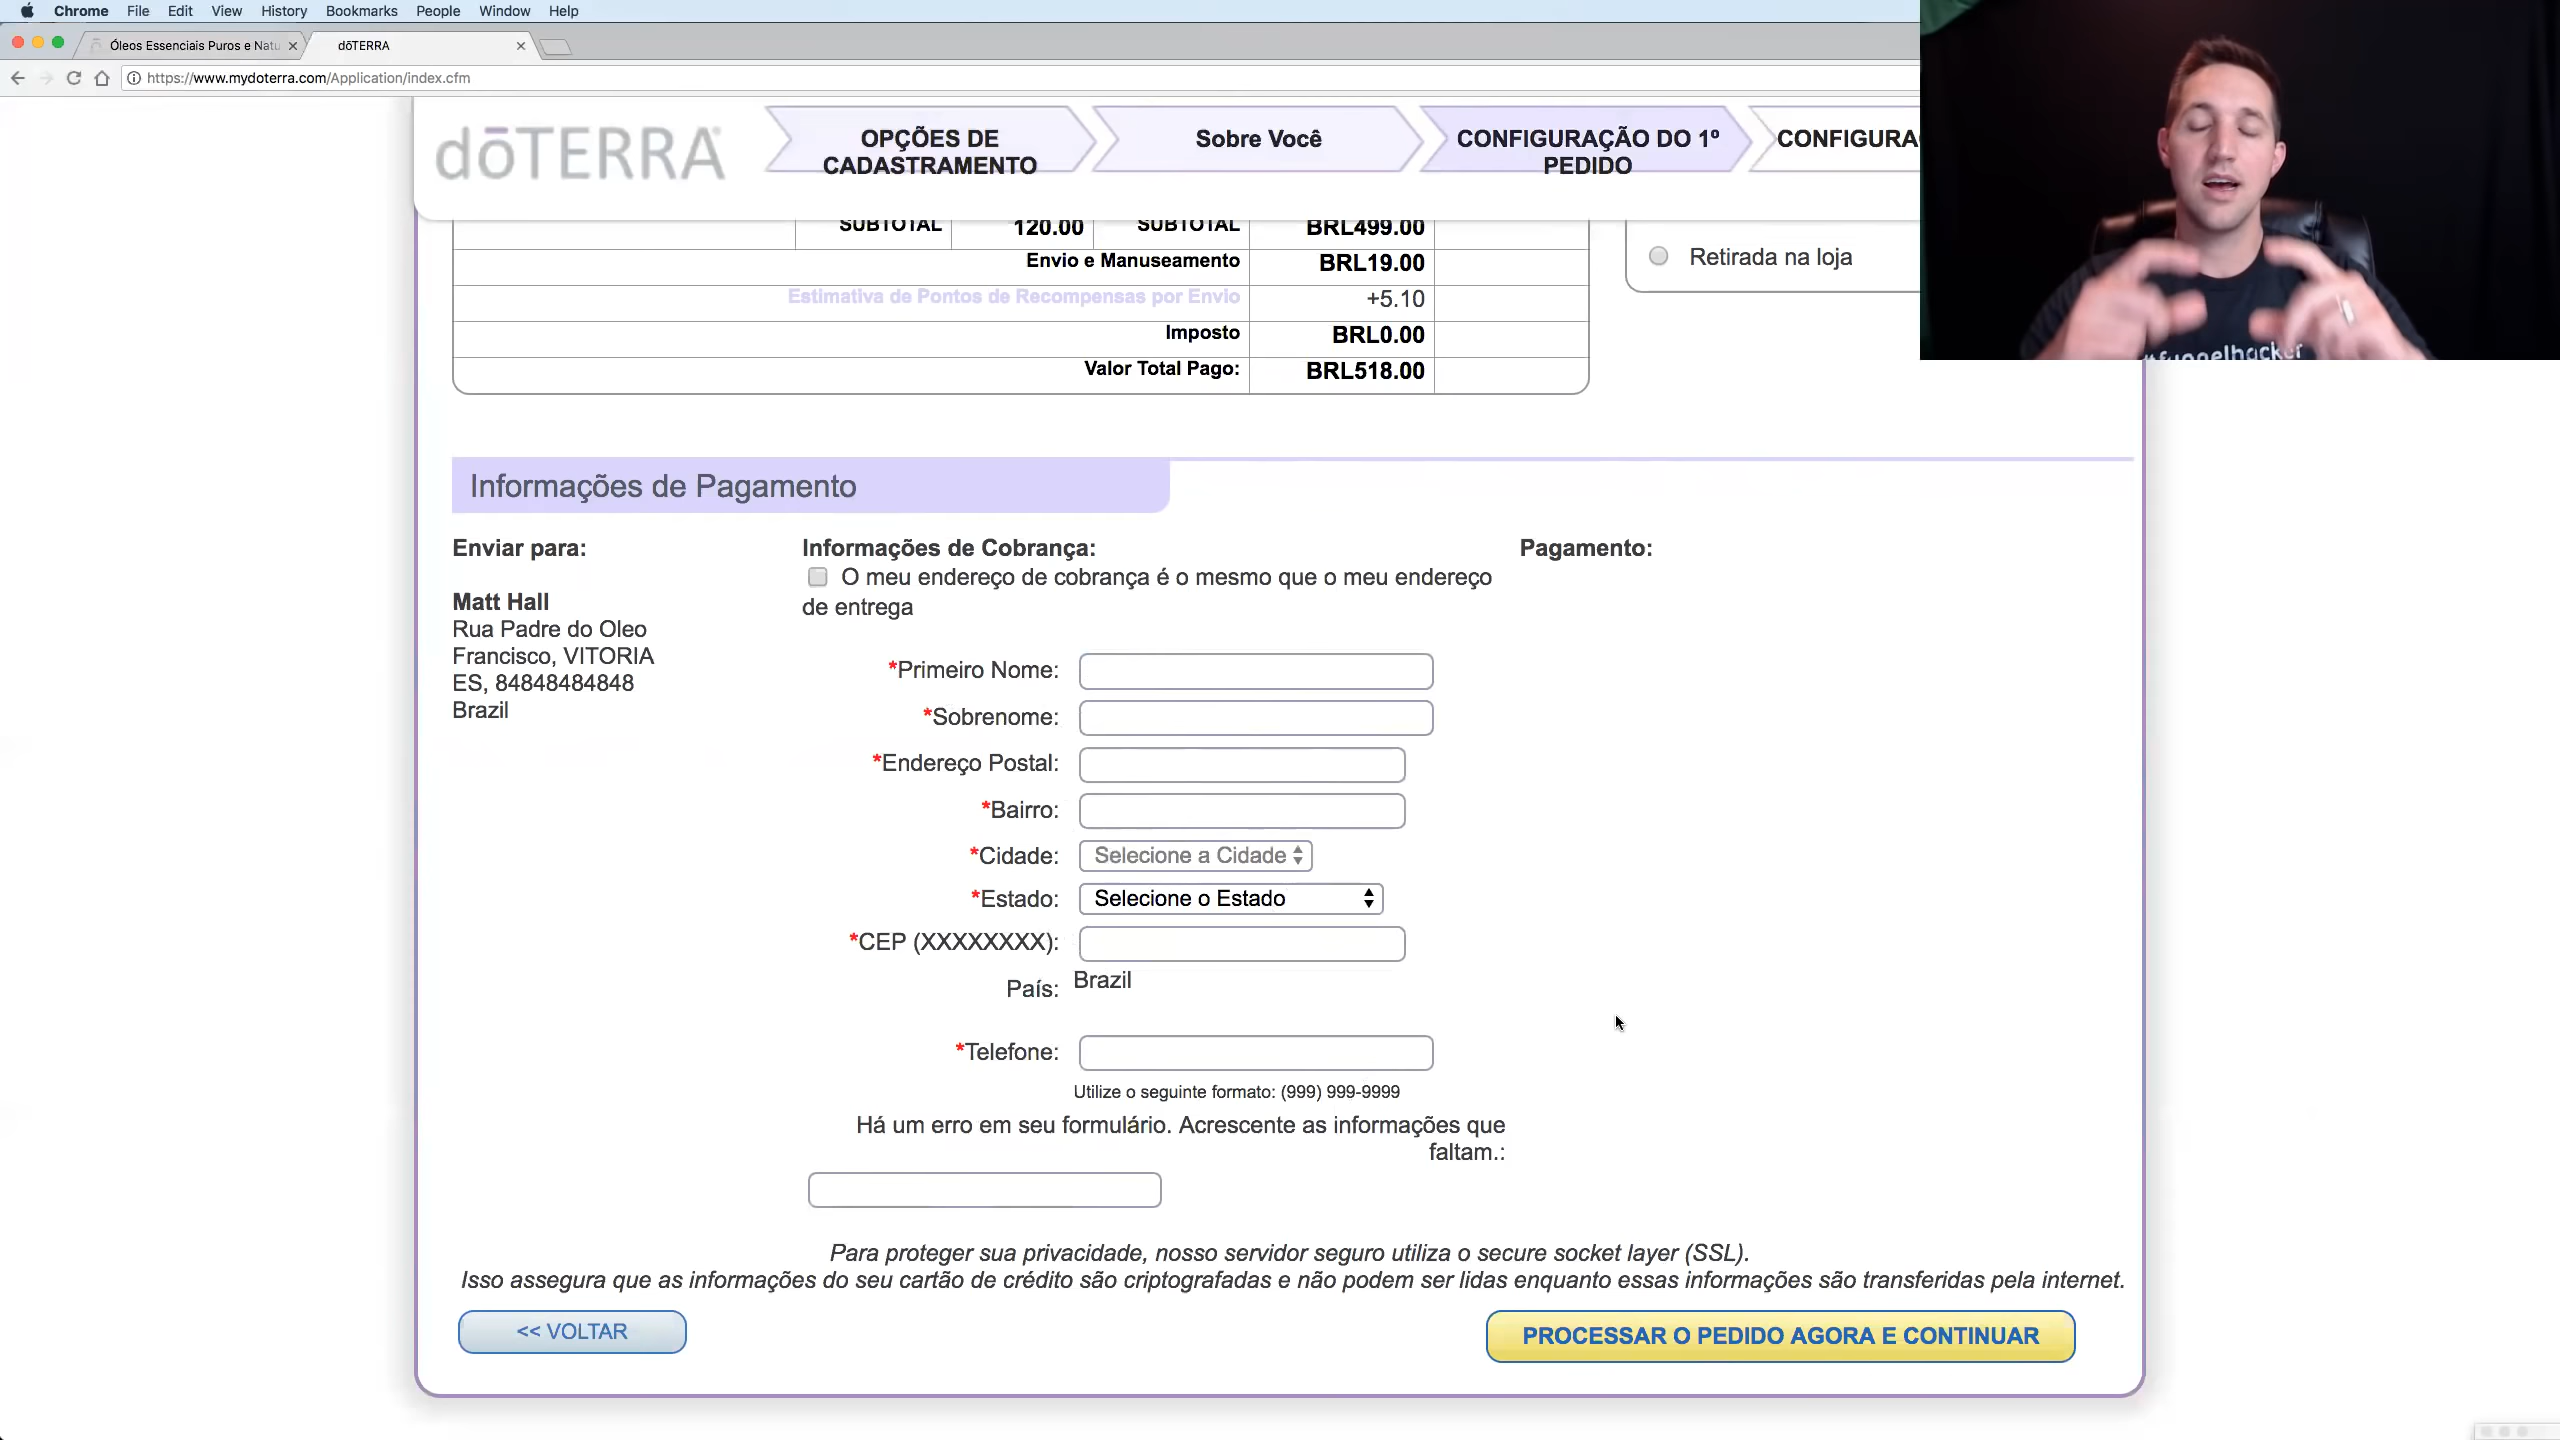 Chrome File Edit View History Bookmarks People Window Help
Óleos Essenciais Puros e Natu
dōTERRA
https://www.mydoterra.com/Application/index.cfm
dōTERRA
OPÇÕES DE
CADASTRAMENTO
Sobre Você
CONFIGURAÇÃO DO 1º
PEDIDO
CONFIGURA
SUBTOTAL 120.00 SUBTOTAL BRL499.00
Envio e Manuseamento BRL19.00
Estimativa de Pontos de Recompensas por Envio +5.10
Imposto BRL0.00
Valor Total Pago: BRL518.00
Retirada na loja
#funnelhacker
Informações de Pagamento
Enviar para:
Matt Hall
Rua Padre do Oleo
Francisco, VITORIA
ES, 84848484848
Brazil
Informações de Cobrança:
O meu endereço de cobrança é o mesmo que o meu endereço
de entrega
*Primeiro Nome:
*Sobrenome:
*Endereço Postal:
*Bairro:
*Cidade: Selecione a Cidade
*Estado: Selecione o Estado
*CEP (XXXXXXXX):
País: Brazil
*Telefone:
Utilize o seguinte formato: (999) 999-9999
Há um erro em seu formulário. Acrescente as informações que
faltam.:
Pagamento:
Para proteger sua privacidade, nosso servidor seguro utiliza o secure socket layer (SSL).
Isso assegura que as informações do seu cartão de crédito são criptografadas e não podem ser lidas enquanto essas informações são transferidas pela internet.
<< VOLTAR
PROCESSAR O PEDIDO AGORA E CONTINUAR